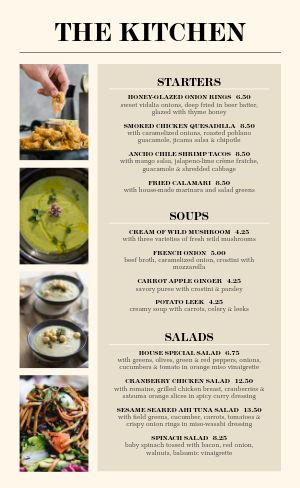 THE KITCHEN
STARTERS
HONEY-GLAZED ONION RINGS 6.50
sweet vidalia onions, deep fried in beer batter,
glazed with thyme honey
SMOKED CHICKEN QUESADILLA 8.50
with caramelized onions, roasted poblano
guacamole, jicama salsa & chipotle
ANCHO CHILE SHRIMP TACOS 8.50
with mango salsa, jalapeno-lime crème fraiche,
guacamole & shredded cabbage
FRIED CALAMARI 8.50
with house-made marinara and salad greens
SOUPS
CREAM OF WILD MUSHROOM 4.25
with three varieties of fresh wild mushrooms
FRENCH ONION 5.00
beef broth, caramelized onion, crostini with
mozzarella
CARROT APPLE GINGER 4.25
savory puree with crostini & parsley
POTATO LEEK 4.25
creamy soup with carrots, celery & leeks
SALADS
HOUSE SPECIAL SALAD 6.75
with greens, olives, green & red peppers, onions,
cucumbers & tomato in orange miso vinaigrette
CRANBERRY CHICKEN SALAD 12.50
with romaine, grilled chicken breast, cranberries &
satsuma orange slices in spicy curry dressing
SESAME SEARED AHI TUNA SALAD 13.50
with field greens, cucumber, carrots, tomatoes &
crispy onion rings in miso-wasabi dressing
SPINACH SALAD 8.25
baby spinach tossed with bacon, red onion,
walnuts, balsamic vinaigrette